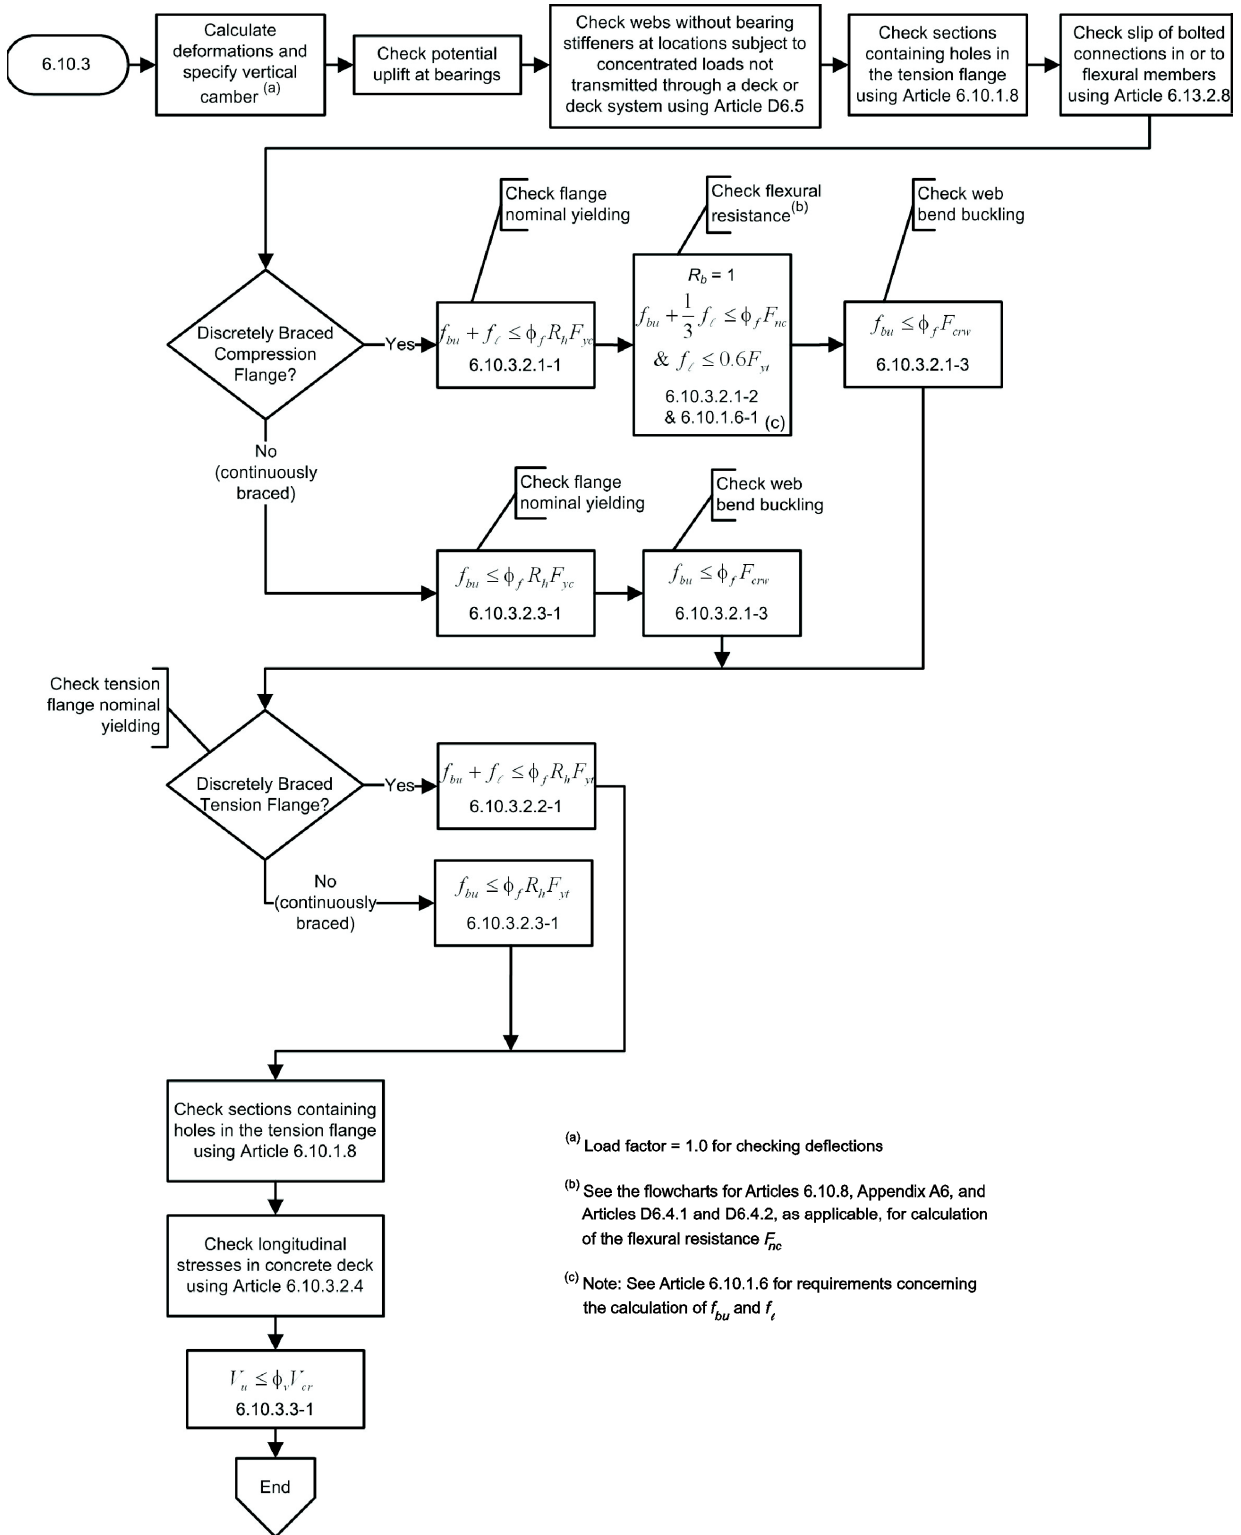 6.10.3
Calculate
deformations and
specify vertical
camber (a)
Check potential
uplift at bearings
Check webs without bearing
stiffeners at locations subject to
concentrated loads not
transmitted through a deck or
deck system using Article D6.5
Check sections
containing holes in
the tension flange
using Article 6.10.1.8
Check slip of bolted
connections in or to
flexural members
using Article 6.13.2.8
Check flange
nominal yielding
Check flexural
resistance(b)
Check web
bend buckling
Discretely Braced
Compression
Flange?
Yes
f_bu + f_ℓ ≤ ϕ_f R_h F_yc
6.10.3.2.1-1
R_b = 1
f_bu + 1/3 f_ℓ ≤ ϕ_f F_nc
& f_ℓ ≤ 0.6F_yt
6.10.3.2.1-2
& 6.10.1.6-1 (c)
f_bu ≤ ϕ_f F_crw
6.10.3.2.1-3
No
(continuously
braced)
Check flange
nominal yielding
Check web
bend buckling
f_bu ≤ ϕ_f R_h F_yc
6.10.3.2.3-1
f_bu ≤ ϕ_f F_crw
6.10.3.2.1-3
Check tension
flange nominal
yielding
Discretely Braced
Tension Flange?
Yes
f_bu + f_ℓ ≤ ϕ_f R_h F_yt
6.10.3.2.2-1
No
(continuously
braced)
f_bu ≤ ϕ_f R_h F_yt
6.10.3.2.3-1
Check sections containing
holes in the tension flange
using Article 6.10.1.8
Check longitudinal
stresses in concrete deck
using Article 6.10.3.2.4
V_u ≤ ϕ_v V_cr
6.10.3.3-1
End
(a) Load factor = 1.0 for checking deflections
(b) See the flowcharts for Articles 6.10.8, Appendix A6, and
Articles D6.4.1 and D6.4.2, as applicable, for calculation
of the flexural resistance F_nc
(c) Note: See Article 6.10.1.6 for requirements concerning
the calculation of f_bu and f_ℓ